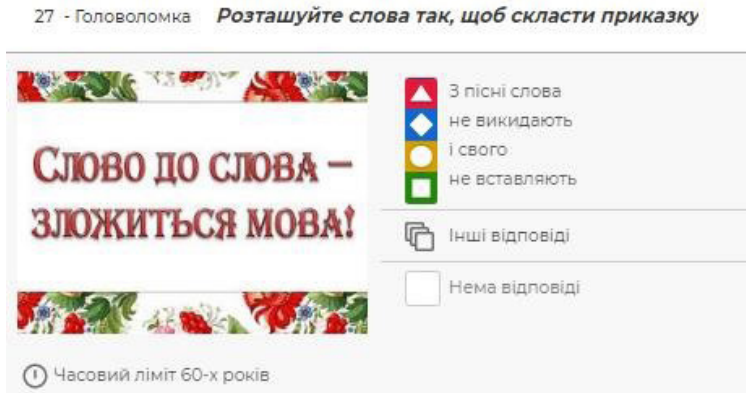 27 - Головоломка Розташуйте слова так, щоб скласти приказку
Слово до слова –
зложиться мова!
З пісні слова
не викидають
і свого
не вставляють
Інші відповіді
Нема відповіді
Часовий ліміт 60-х років